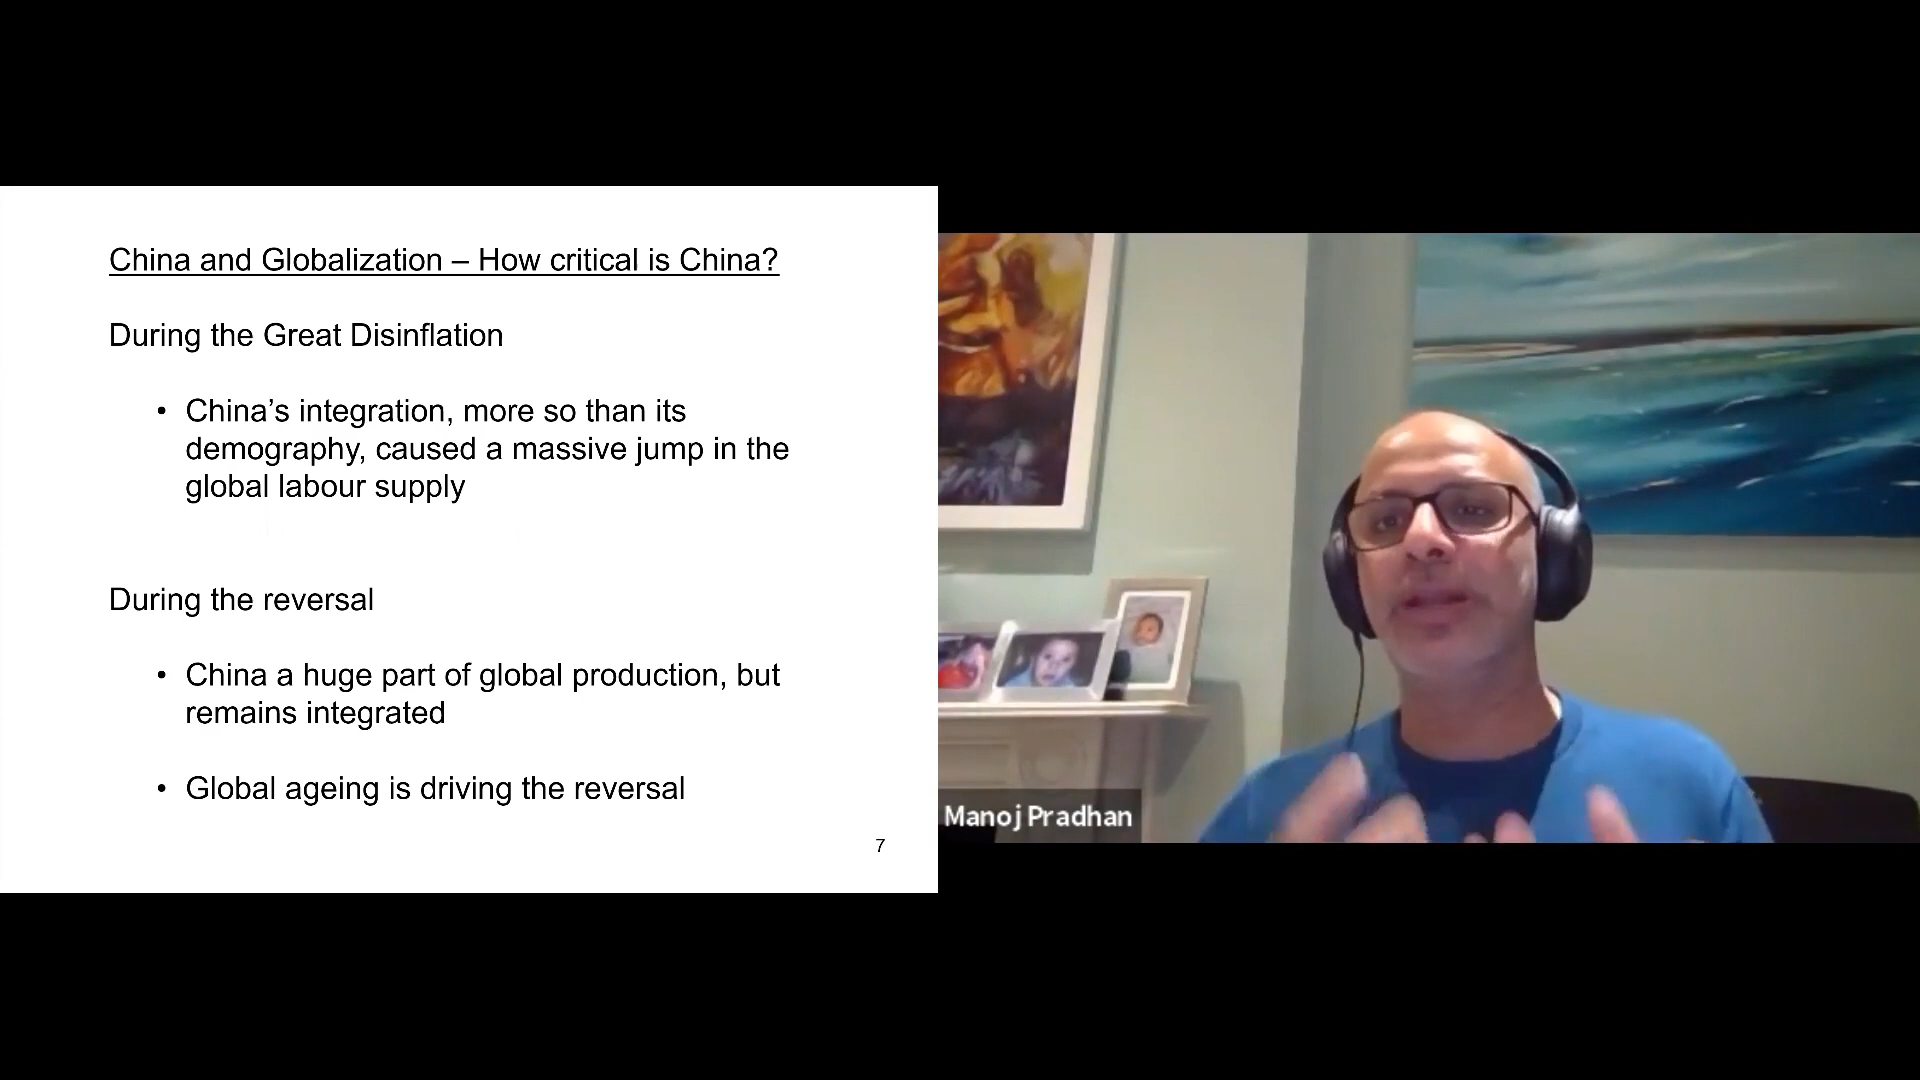 China and Globalization – How critical is China?
During the Great Disinflation
• China’s integration, more so than its
demography, caused a massive jump in the
global labour supply
During the reversal
• China a huge part of global production, but
remains integrated
• Global ageing is driving the reversal
7
Manoj Pradhan